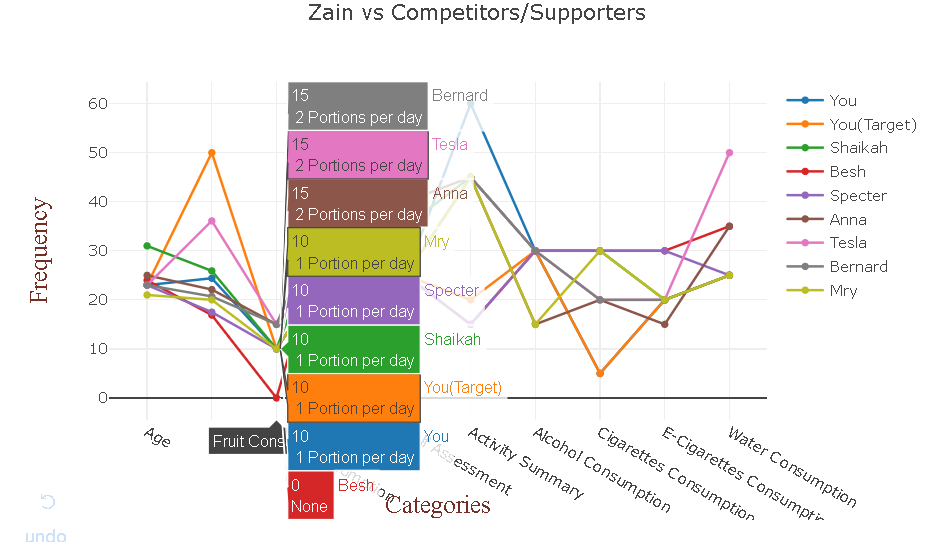 Zain vs Competitors/Supporters
60
50
40
30
20
10
0
Frequency
15
2 Portions per day
Bernard
15
2 Portions per day
Tesla
15
2 Portions per day
Anna
10
1 Portion per day
Mry
10
1 Portion per day
Specter
10
1 Portion per day
Shaikah
10
1 Portion per day
You(Target)
10
1 Portion per day
You
0
None
Besh
Age
Fruit Cons
Assessment
Activity Summary
Alcohol Consumption
Cigarettes Consumption
E-Cigarettes Consumption
Water Consumption
Categories
You
You(Target)
Shaikah
Besh
Specter
Anna
Tesla
Bernard
Mry
undo